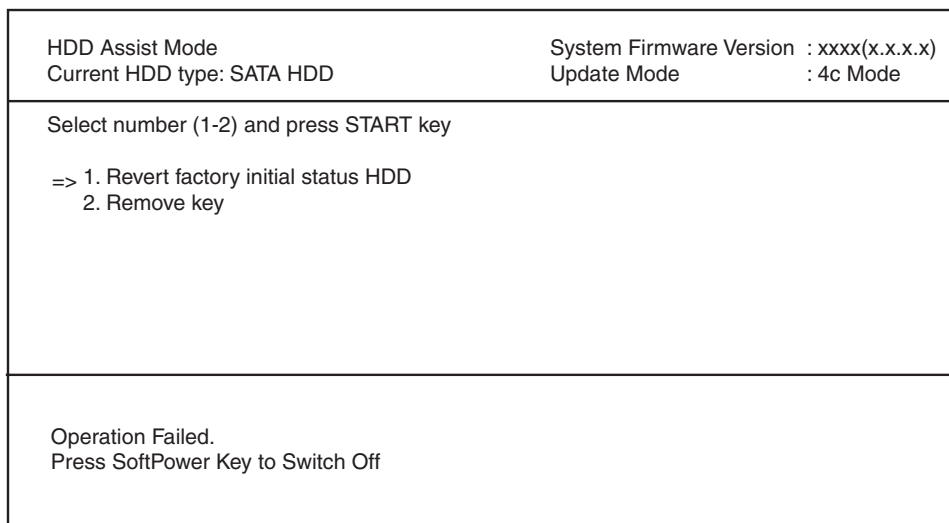 HDD Assist Mode
System Firmware Version : xxxx(x.x.x.x)
Current HDD type: SATA HDD
Update Mode : 4c Mode
Select number (1-2) and press START key
=> 1. Revert factory initial status HDD
2. Remove key
Operation Failed.
Press SoftPower Key to Switch Off